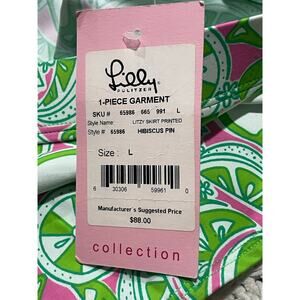 Lilly
PULITZER
1-PIECE GARMENT
SKU # 65986 665 991 L
Style Name LITZY SKIRT PRINTED
Style # 65986 HIBISCUS PIN
Size : L
6 30306 59961 0
Manufacturer's Suggested Price
$88.00
collection